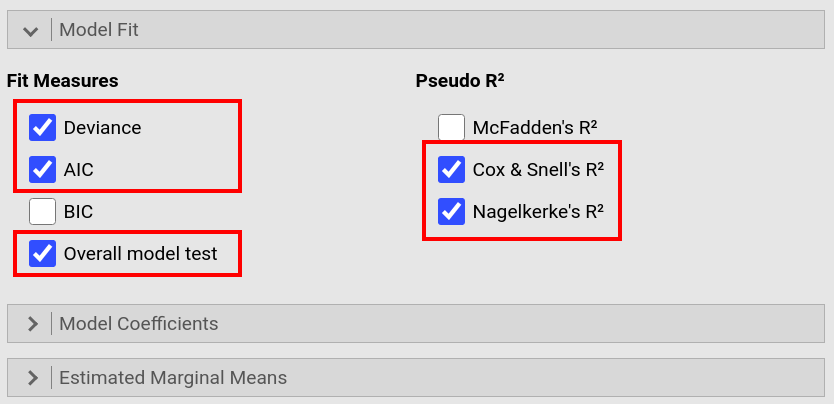 Model Fit
Fit Measures
Deviance
AIC
BIC
Overall model test
Pseudo R²
McFadden's R²
Cox & Snell's R²
Nagelkerke's R²
Model Coefficients
Estimated Marginal Means